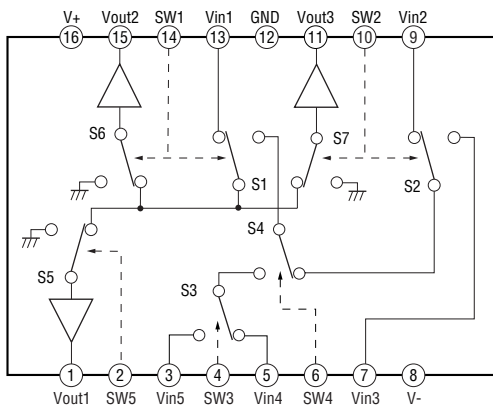 V+ Vout2 SW1 Vin1 GND Vout3 SW2 Vin2
16 15 14 13 12 11 10 9
S6 S7
S1 S2
S4
S5
S3
1 2 3 4 5 6 7 8
Vout1 SW5 Vin5 SW3 Vin4 SW4 Vin3 V-